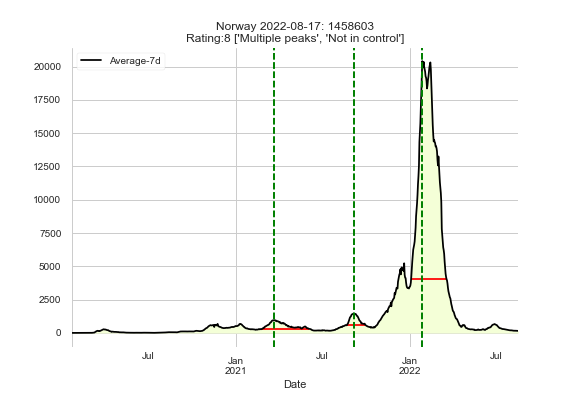 Norway 2022-08-17: 1458603
Rating:8 ['Multiple peaks', 'Not in control']
Average-7d
20000
17500
15000
12500
10000
7500
5000
2500
0
Jul Jan Jul Jan Jul
2021 2022
Date